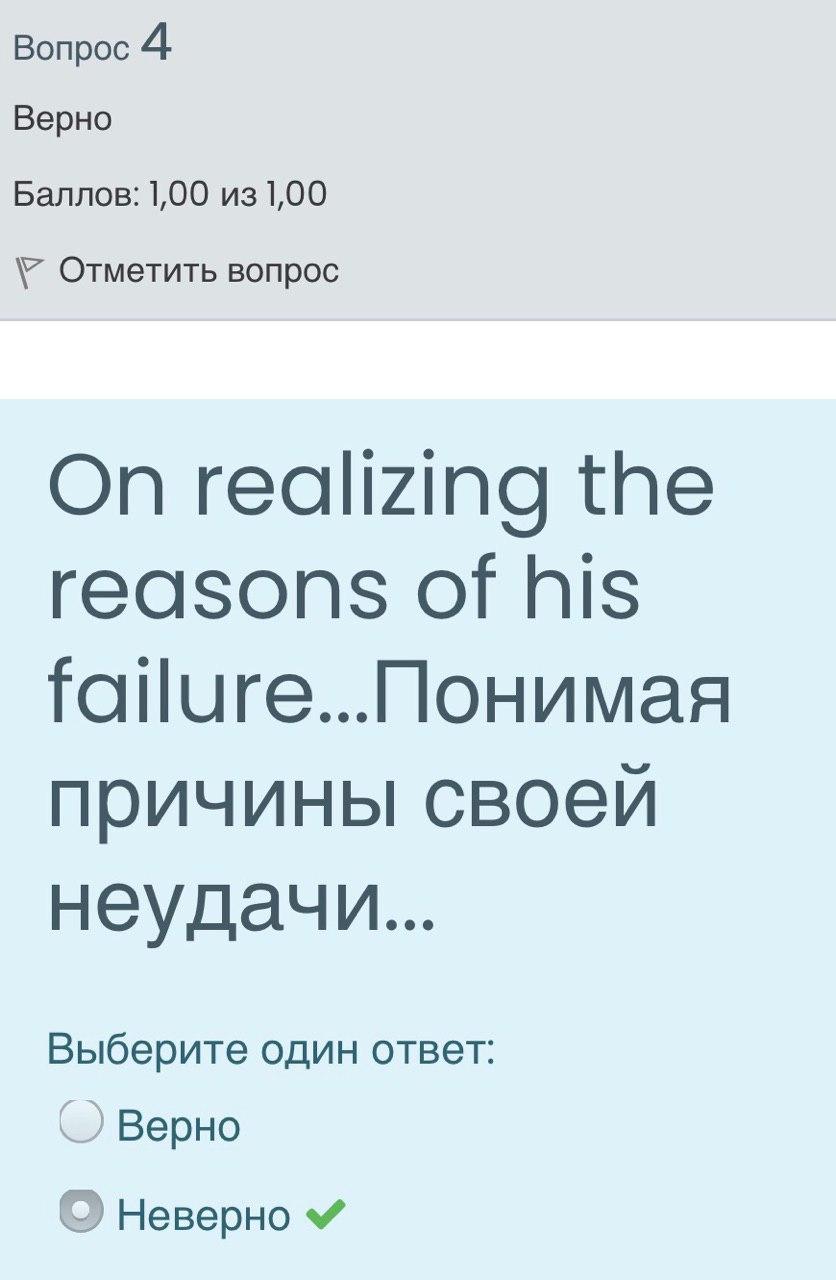 Вопрос 4
Верно
Баллов: 1,00 из 1,00
Отметить вопрос
On realizing the
reasons of his
failure...Понимая
причины своей
неудачи...
Выберите один ответ:
Верно
Неверно